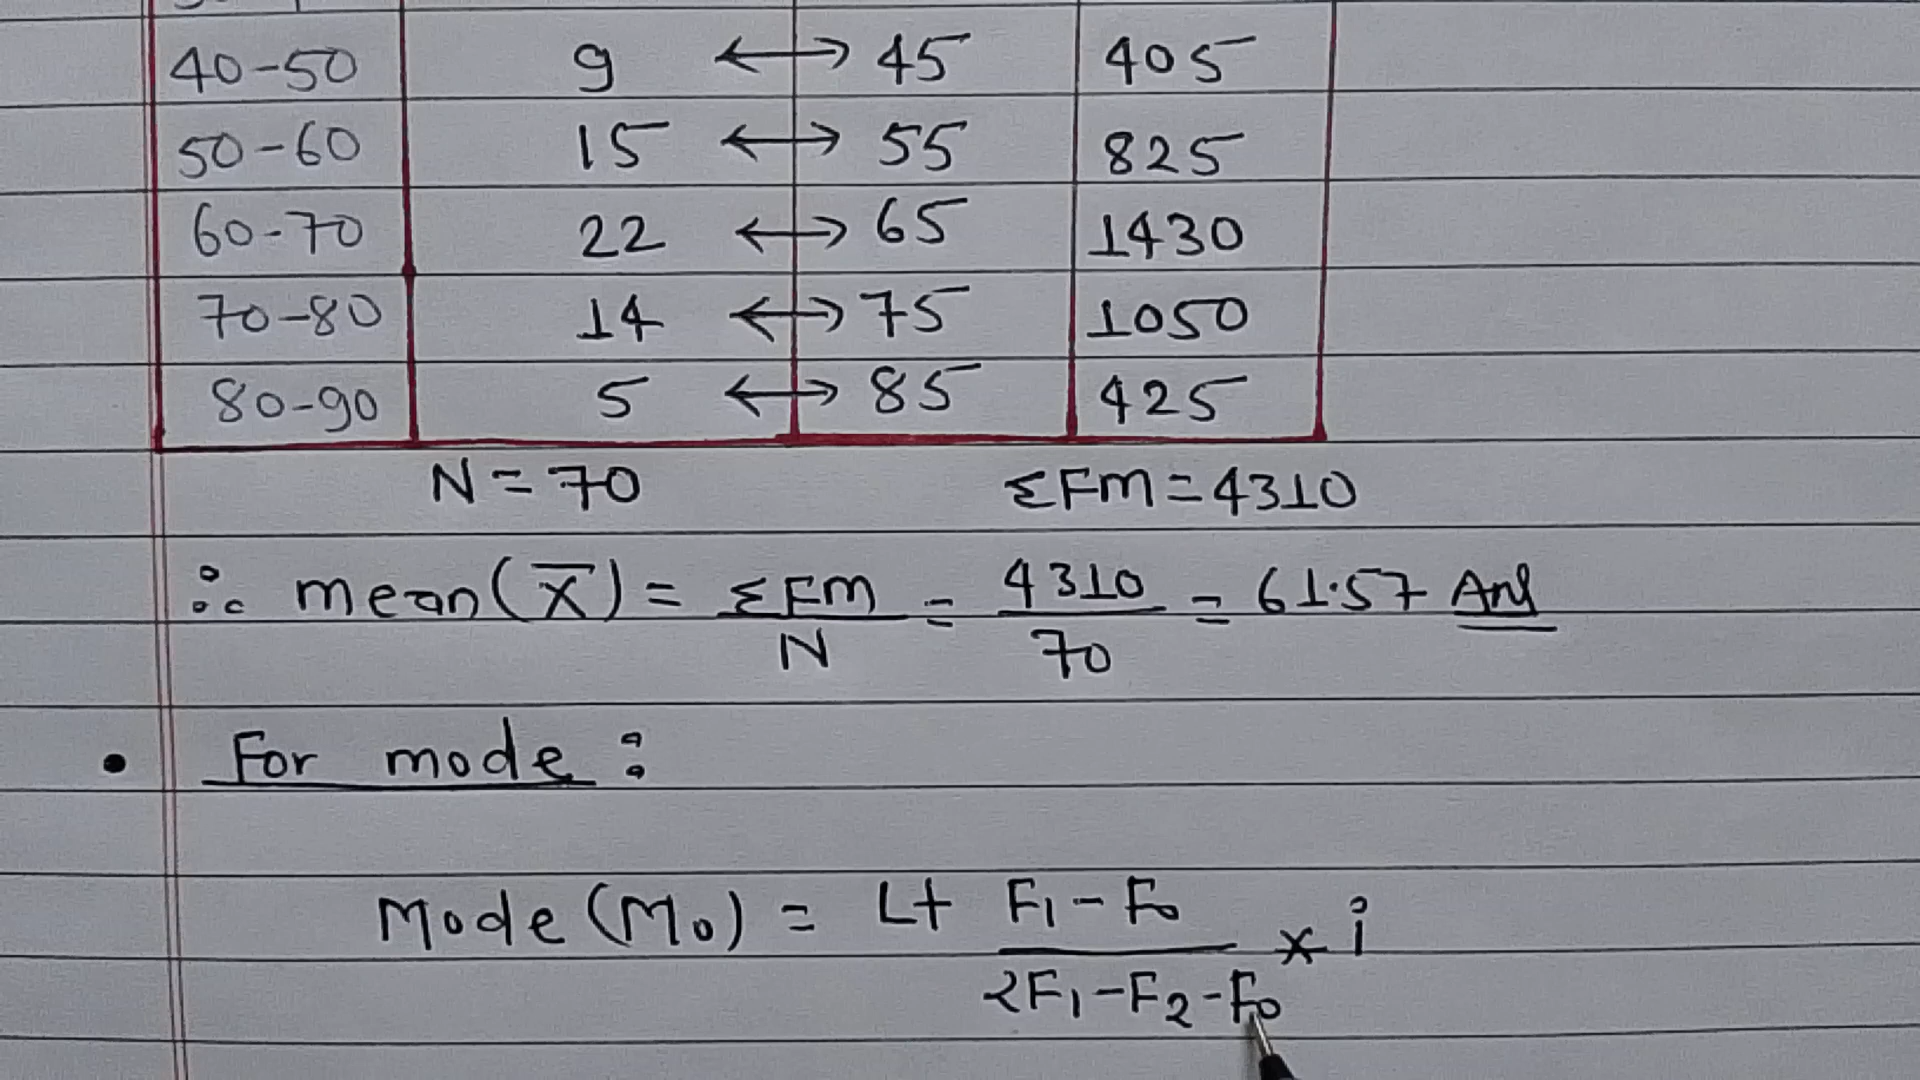 40-50 9 ↔ 45 405
50-60 15 ↔ 55 825
60-70 22 ↔ 65 1430
70-80 14 ↔ 75 1050
80-90 5 ↔ 85 425
N = 70 ΣFM = 4310
∴ mean(X̅) = ΣFM/N = 4310/70 = 61.57 Ans
• For mode :
Mode (Mo) = L+ F₁-F₀/2F₁-F₂-F₀ × i